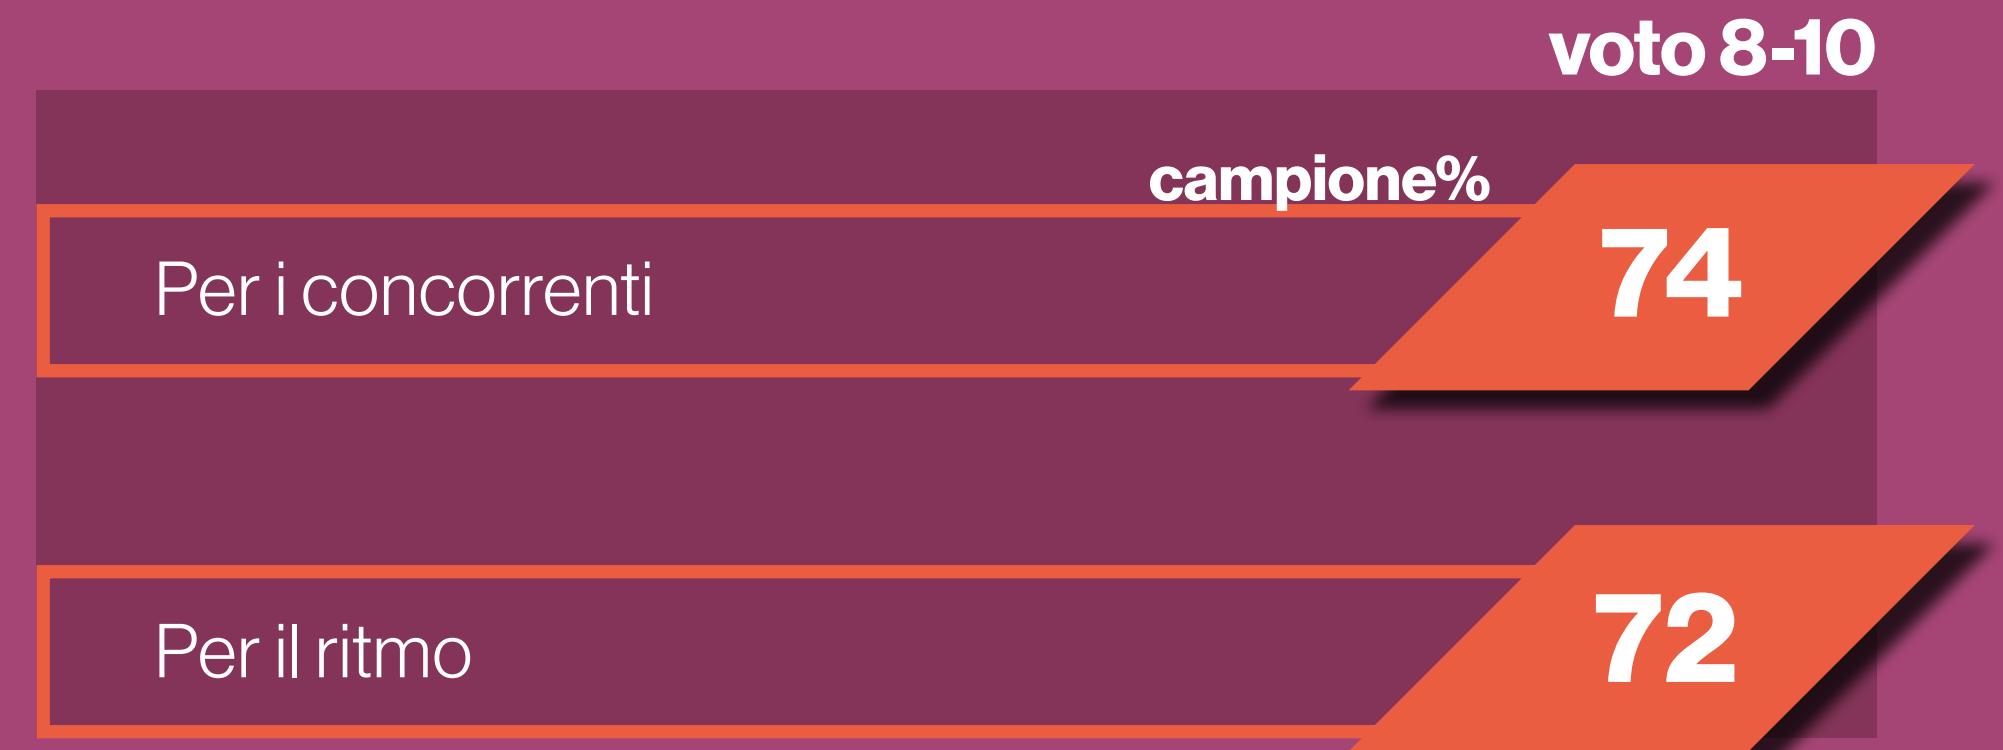 voto 8-10
campione%
Per i concorrenti 74
Per il ritmo 72